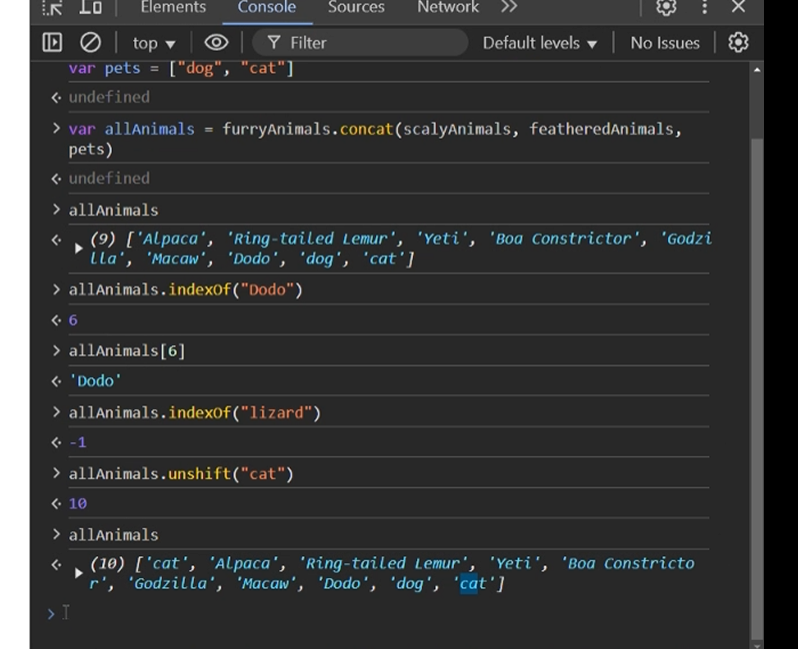 Elements Console Sources Network
top Filter Default levels No Issues
var pets = ["dog", "cat"]
undefined
var allAnimals = furryAnimals.concat(scalyAnimals, featheredAnimals,
pets)
undefined
allAnimals
(9) ['Alpaca', 'Ring-tailed Lemur', 'Yeti', 'Boa Constrictor', 'Godzi
lla', 'Macaw', 'Dodo', 'dog', 'cat']
allAnimals.indexOf("Dodo")
6
allAnimals[6]
'Dodo'
allAnimals.indexOf("lizard")
-1
allAnimals.unshift("cat")
10
allAnimals
(10) ['cat', 'Alpaca', 'Ring-tailed Lemur', 'Yeti', 'Boa Constricto
r', 'Godzilla', 'Macaw', 'Dodo', 'dog', 'cat']